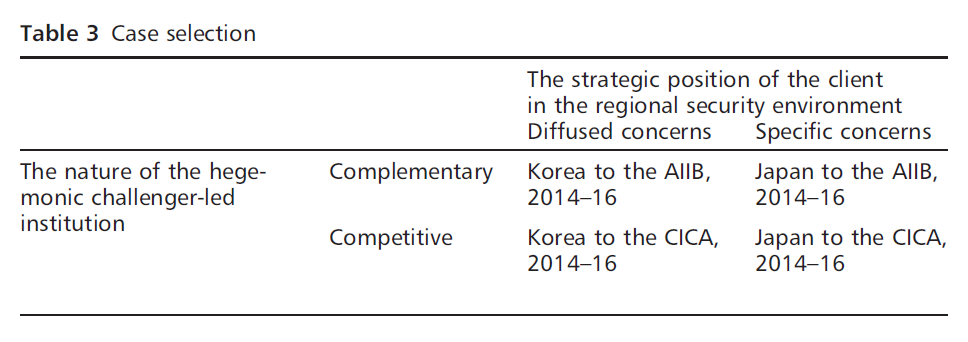 Table 3 Case selection
The strategic position of the client
in the regional security environment
Diffused concerns Specific concerns
The nature of the hege- Complementary Korea to the AIIB, Japan to the AIIB,
monic challenger-led 2014–16 2014–16
institution
Competitive Korea to the CICA, Japan to the CICA,
2014–16 2014–16